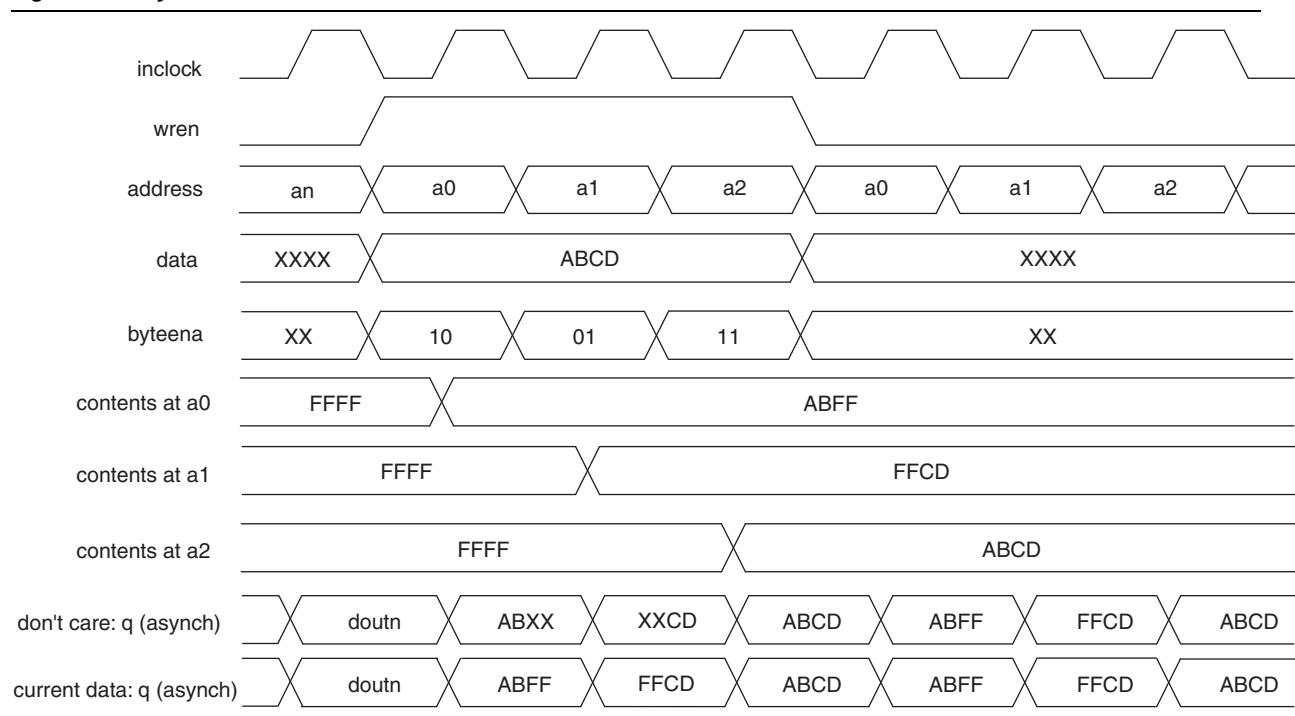 inclock
wren
address an a0 a1 a2 a0 a1 a2
data XXXX ABCD XXXX
byteena XX 10 01 11 XX
contents at a0 FFFF ABFF
contents at a1 FFFF FFCD
contents at a2 FFFF ABCD
don't care: q (asynch) doutn ABXX XXCD ABCD ABFF FFCD ABCD
current data: q (asynch) doutn ABFF FFCD ABCD ABFF FFCD ABCD